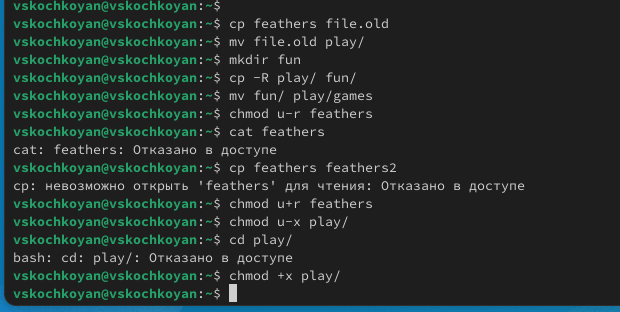 vskochkoyan@vskochkoyan:~$
vskochkoyan@vskochkoyan:~$ cp feathers file.old
vskochkoyan@vskochkoyan:~$ mv file.old play/
vskochkoyan@vskochkoyan:~$ mkdir fun
vskochkoyan@vskochkoyan:~$ cp -R play/ fun/
vskochkoyan@vskochkoyan:~$ mv fun/ play/games
vskochkoyan@vskochkoyan:~$ chmod u-r feathers
vskochkoyan@vskochkoyan:~$ cat feathers
cat: feathers: Отказано в доступе
vskochkoyan@vskochkoyan:~$ cp feathers feathers2
cp: невозможно открыть 'feathers' для чтения: Отказано в доступе
vskochkoyan@vskochkoyan:~$ chmod u+r feathers
vskochkoyan@vskochkoyan:~$ chmod u-x play/
vskochkoyan@vskochkoyan:~$ cd play/
bash: cd: play/: Отказано в доступе
vskochkoyan@vskochkoyan:~$ chmod +x play/
vskochkoyan@vskochkoyan:~$